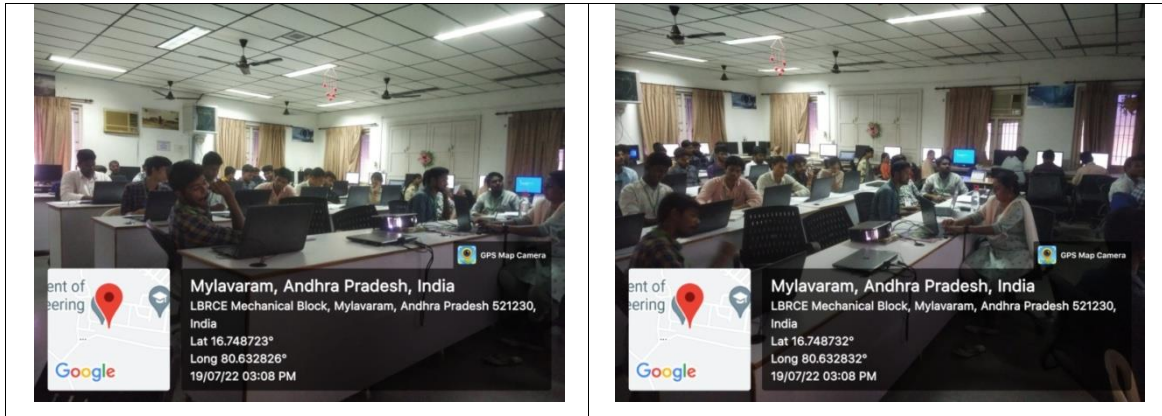 GPS Map Camera
ent of
eering
Google
Mylavaram, Andhra Pradesh, India
LBRCE Mechanical Block, Mylavaram, Andhra Pradesh 521230,
India
Lat 16.748723°
Long 80.632826°
19/07/22 03:08 PM
GPS Map Camera
ent of
eering
Google
Mylavaram, Andhra Pradesh, India
LBRCE Mechanical Block, Mylavaram, Andhra Pradesh 521230,
India
Lat 16.748732°
Long 80.632832°
19/07/22 03:08 PM